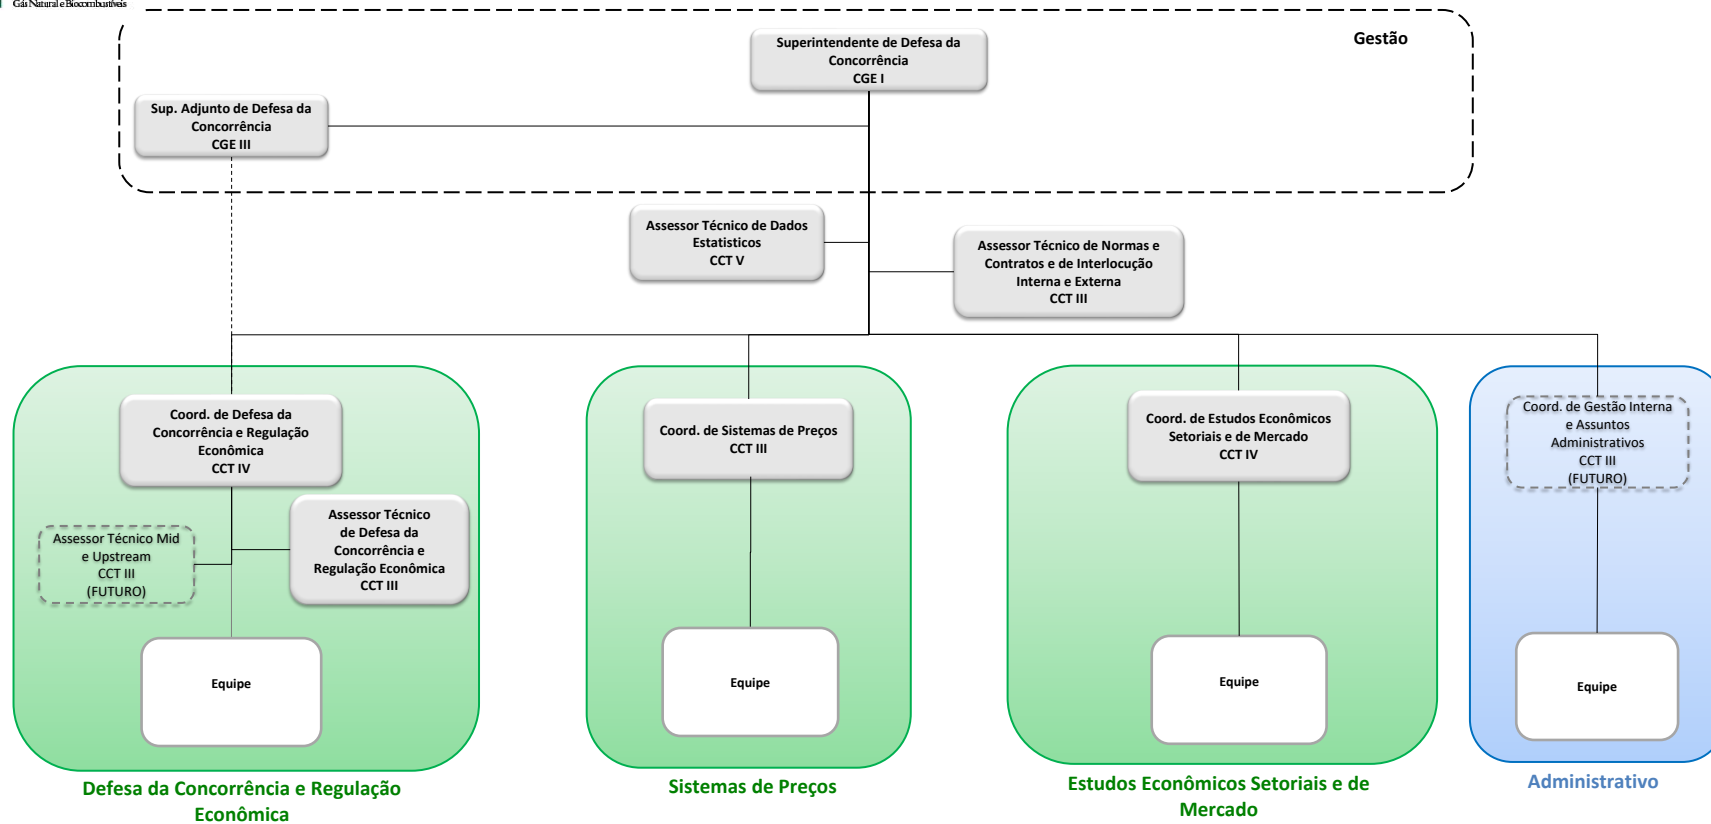 Gás Natural e Biocombustíveis
Gestão
Superintendente de Defesa da
Concorrência
CGE I
Sup. Adjunto de Defesa da
Concorrência
CGE III
Assessor Técnico de Dados
Estatisticos
CCT V
Assessor Técnico de Normas e
Contratos e de Interlocução
Interna e Externa
CCT III
Coord. de Defesa da
Concorrência e Regulação
Econômica
CCT IV
Assessor Técnico Mid
e Upstream
CCT III
(FUTURO)
Assessor Técnico
de Defesa da
Concorrência e
Regulação Econômica
CCT III
Equipe
Defesa da Concorrência e Regulação
Econômica
Coord. de Sistemas de Preços
CCT III
Equipe
Sistemas de Preços
Coord. de Estudos Econômicos
Setoriais e de Mercado
CCT IV
Equipe
Estudos Econômicos Setoriais e de
Mercado
Coord. de Gestão Interna
e Assuntos
Administrativos
CCT III
(FUTURO)
Equipe
Administrativo